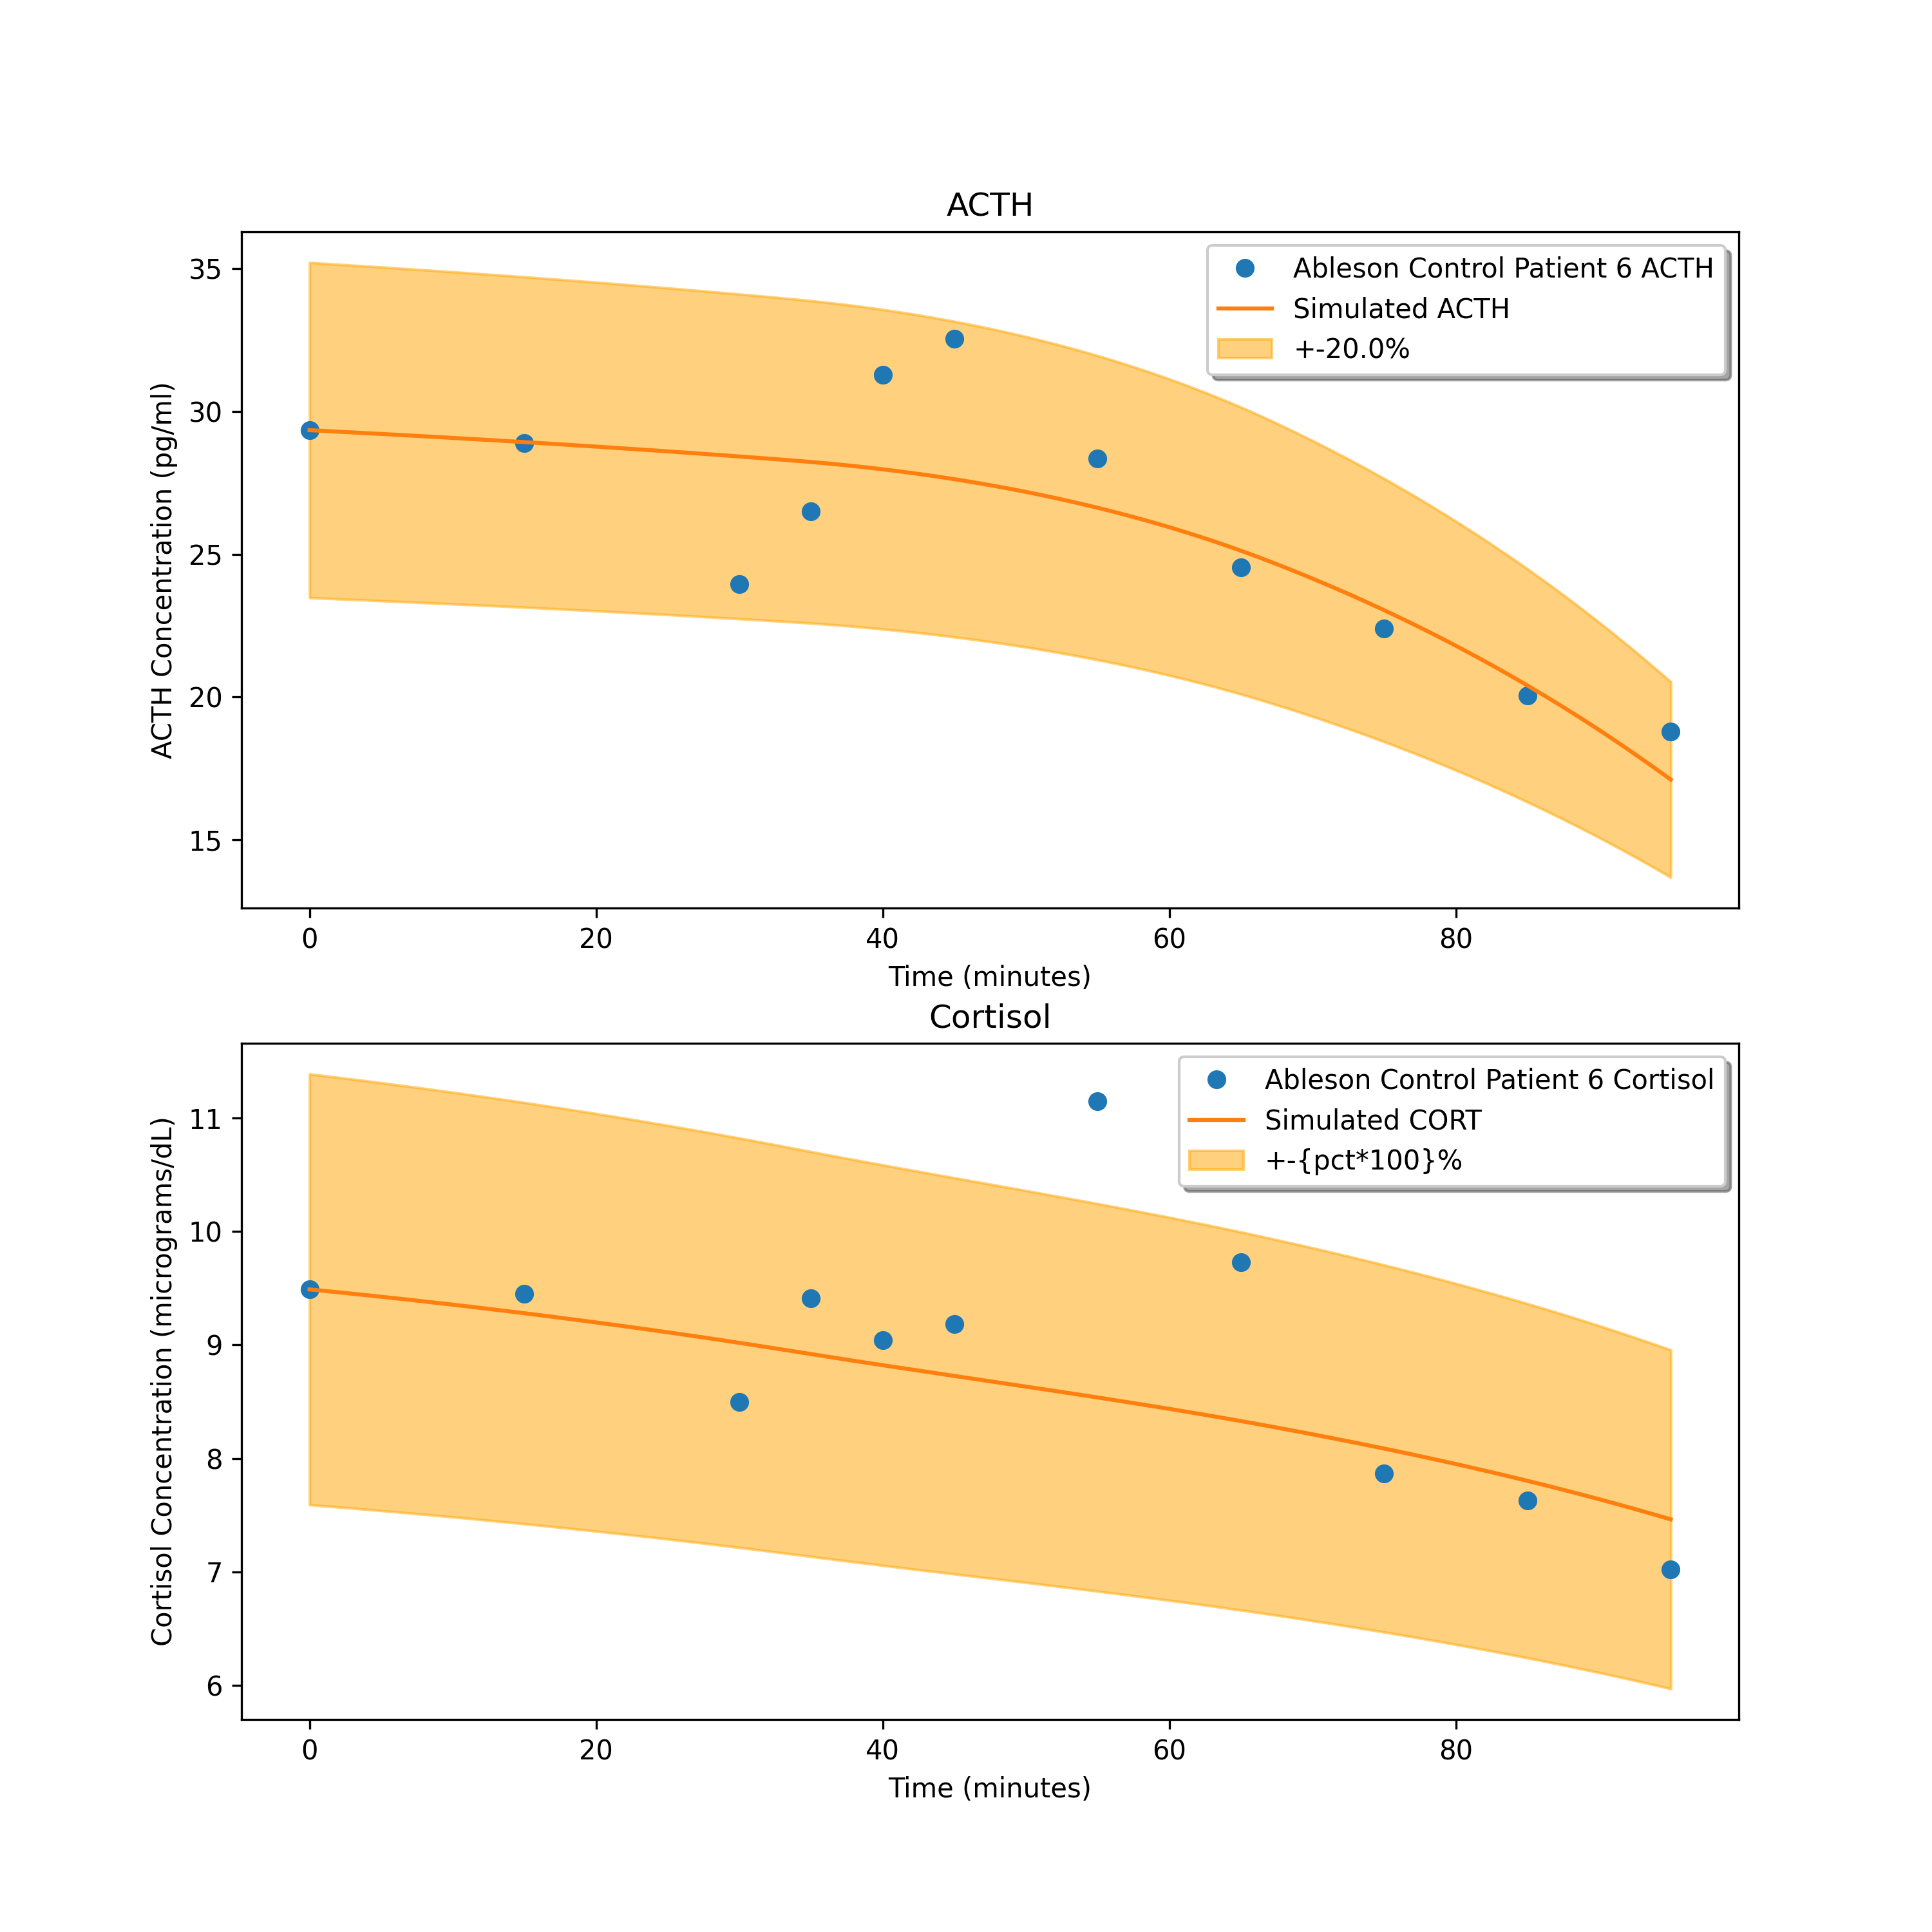 ACTH
ACTH Concentration (pg/ml)
35
30
25
20
15
Ableson Control Patient 6 ACTH
Simulated ACTH
+-20.0%
0 20 40 60 80
Time (minutes)
Cortisol
Cortisol Concentration (micrograms/dL)
11
10
9
8
7
6
Ableson Control Patient 6 Cortisol
Simulated CORT
+-{pct*100}%
0 20 40 60 80
Time (minutes)